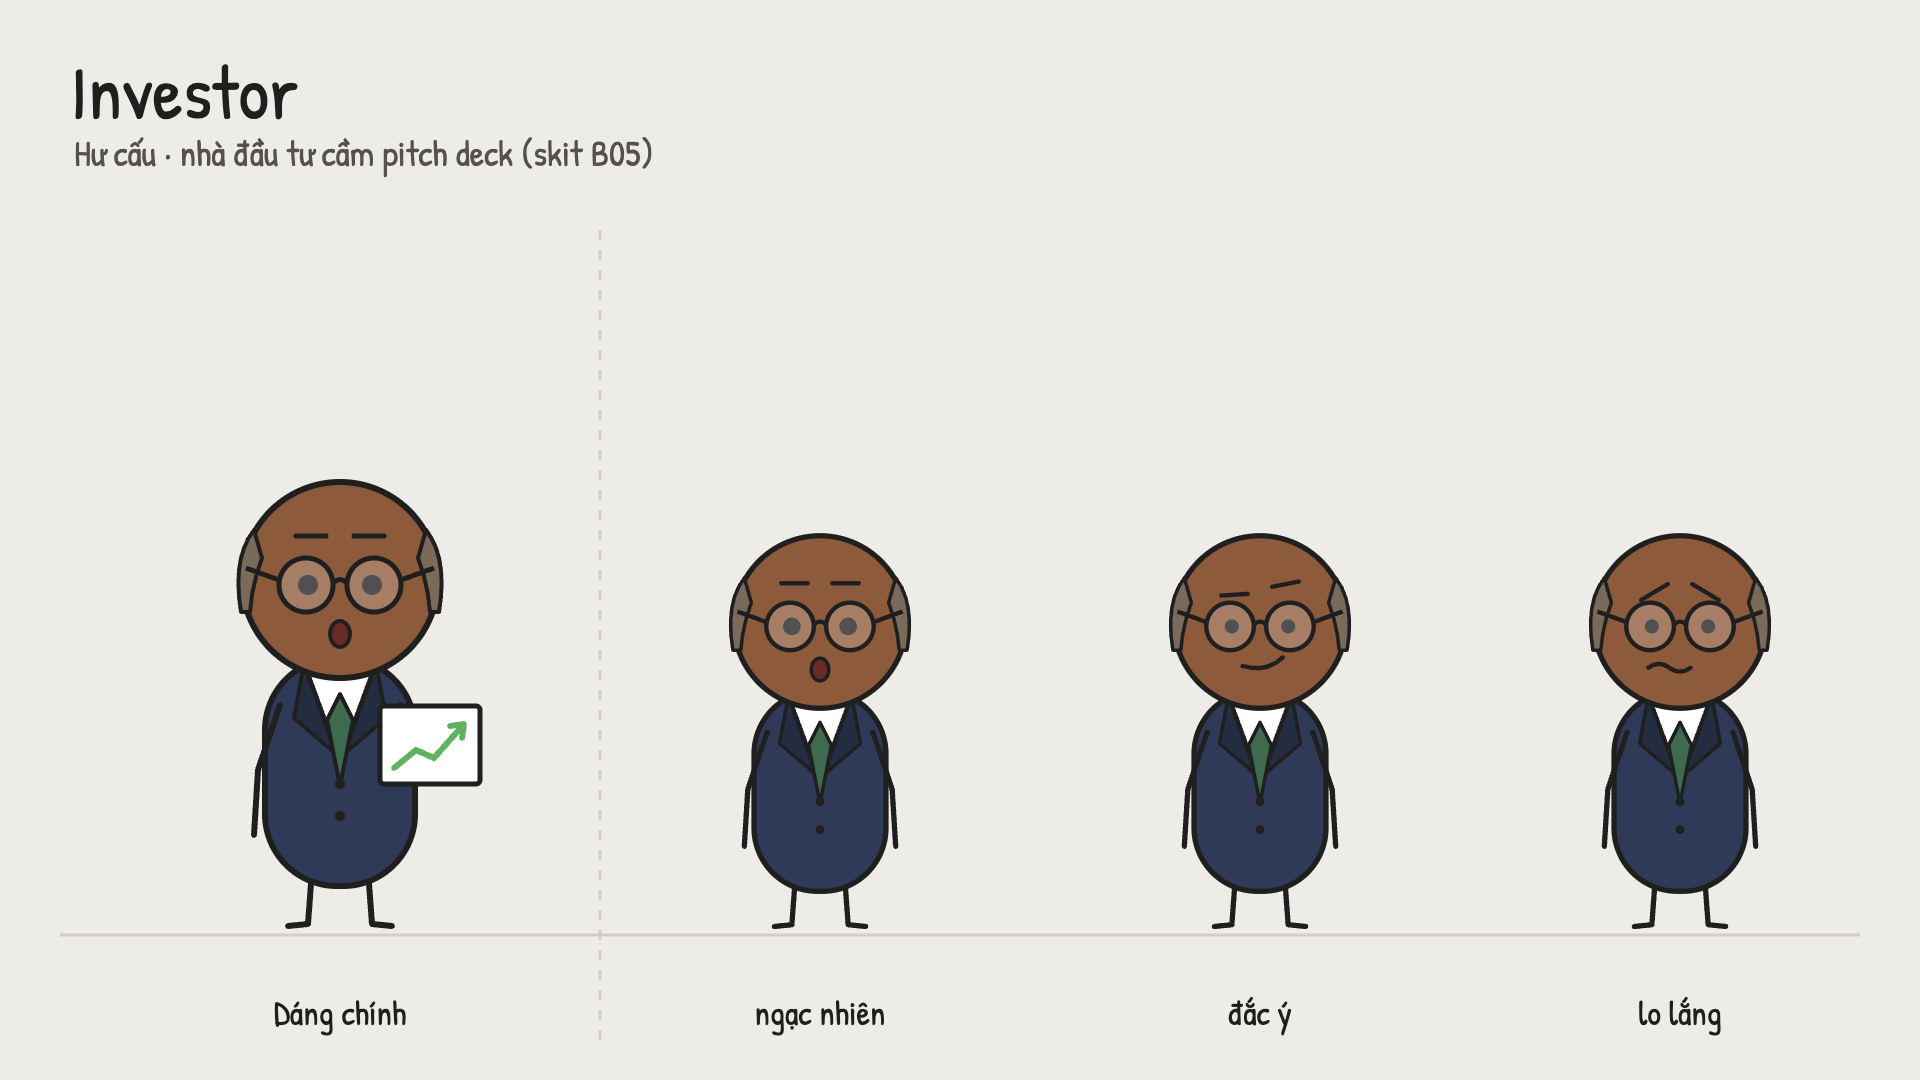 Investor
Hư cấu · nhà đầu tư cầm pitch deck (skit B05)
Dáng chính
ngạc nhiên
đắc ý
lo lắng